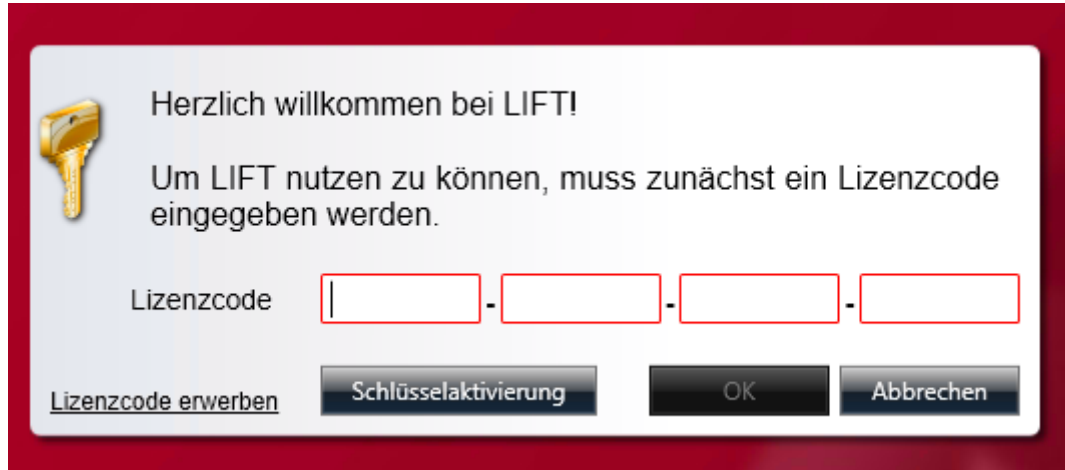 Herzlich willkommen bei LIFT!
Um LIFT nutzen zu können, muss zunächst ein Lizenzcode
eingegeben werden.
Lizenzcode - - -
Lizenzcode erwerben Schlüsselaktivierung OK Abbrechen